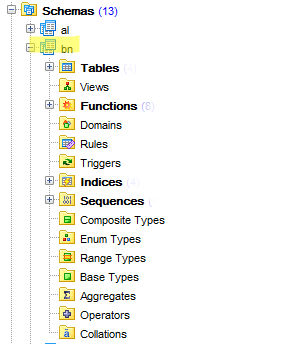 Schemas (13)
al
bn
Tables
Views
Functions (8)
Domains
Rules
Triggers
Indices (4)
Sequences
Composite Types
Enum Types
Range Types
Base Types
Aggregates
Operators
Collations